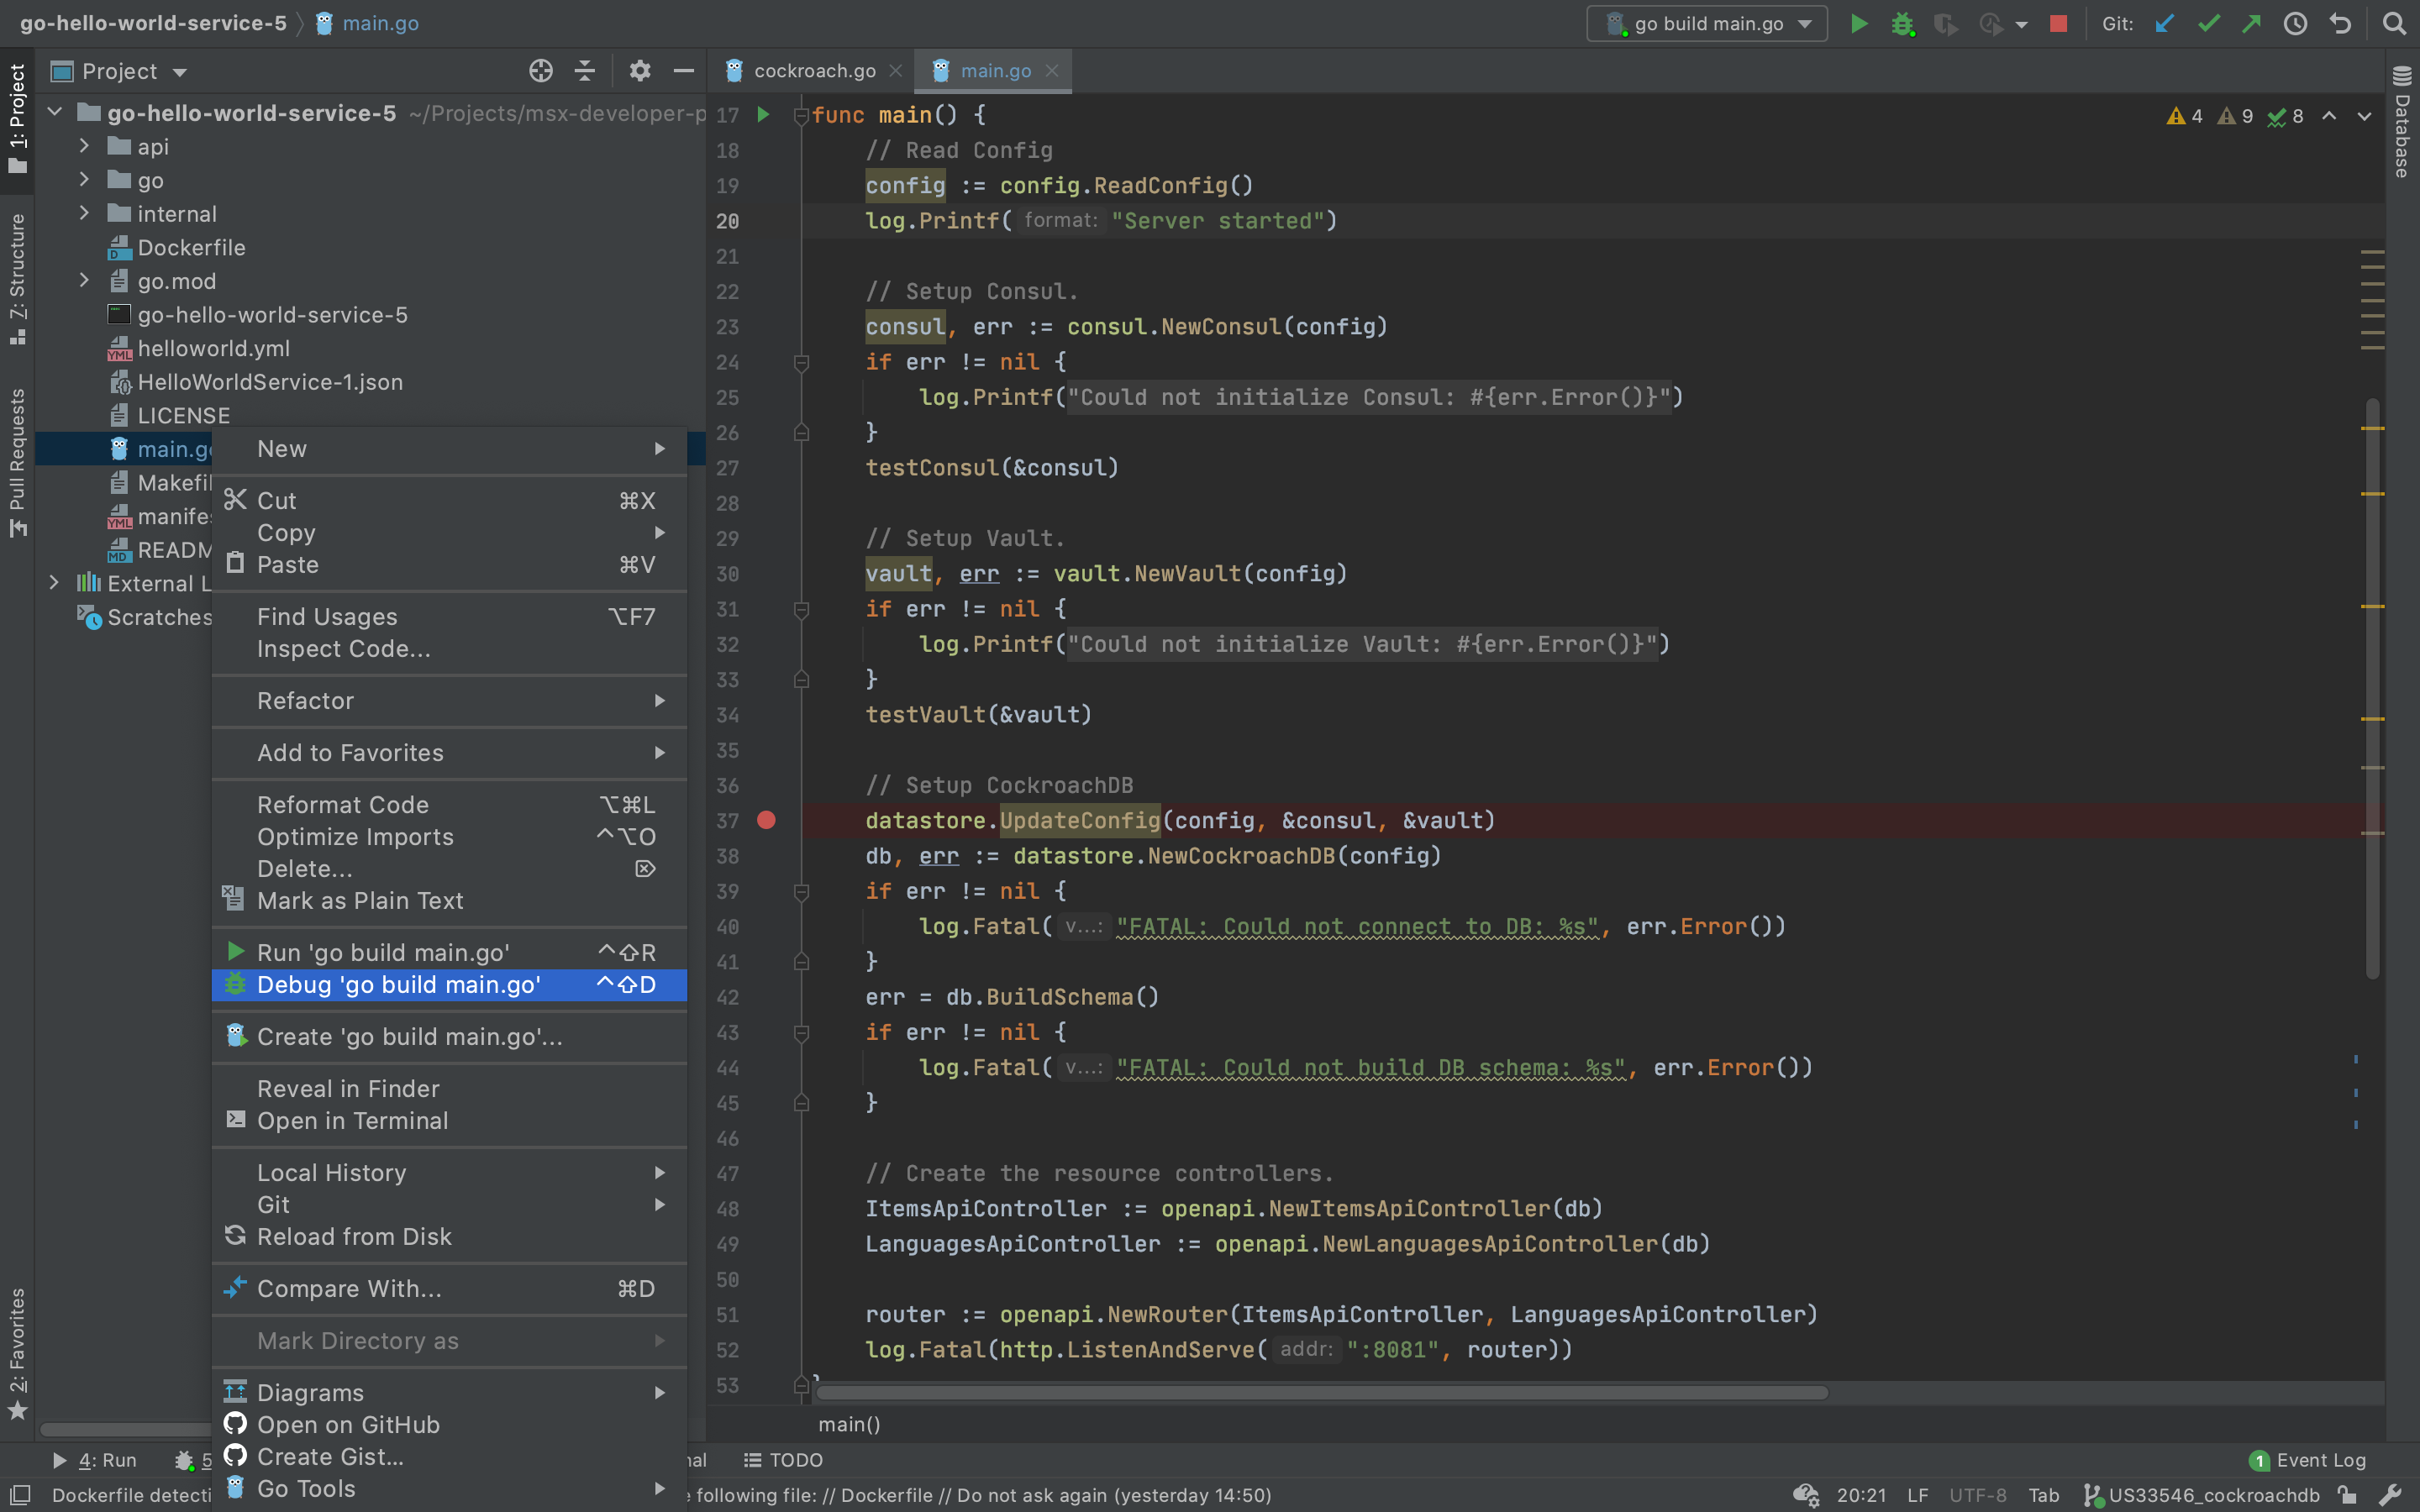 go-hello-world-service-5 main.go
go build main.go Git:
1: Project
7: Structure
Pull Requests
2: Favorites
Project
go-hello-world-service-5 ~/Projects/msx-developer-p
api
go
internal
Dockerfile
go.mod
go-hello-world-service-5
helloworld.yml
HelloWorldService-1.json
LICENSE
main.go
Makefil
manifes
READM
External L
Scratches
New
Cut ⌘X
Copy
Paste ⌘V
Find Usages ⌥F7
Inspect Code...
Refactor
Add to Favorites
Reformat Code ⌥⌘L
Optimize Imports ^⌥O
Delete... ⌦
Mark as Plain Text
Run 'go build main.go' ^⇧R
Debug 'go build main.go' ^⇧D
Create 'go build main.go'...
Reveal in Finder
Open in Terminal
Local History
Git
Reload from Disk
Compare With... ⌘D
Mark Directory as
Diagrams
Open on GitHub
Create Gist...
Go Tools
cockroach.go main.go
4 9 8
17 func main() {
18 // Read Config
19 config := config.ReadConfig()
20 log.Printf( format: "Server started")
21
22 // Setup Consul.
23 consul, err := consul.NewConsul(config)
24 if err != nil {
25 log.Printf("Could not initialize Consul: #{err.Error()}")
26 }
27 testConsul(&consul)
28
29 // Setup Vault.
30 vault, err := vault.NewVault(config)
31 if err != nil {
32 log.Printf("Could not initialize Vault: #{err.Error()}")
33 }
34 testVault(&vault)
35
36 // Setup CockroachDB
37 datastore.UpdateConfig(config, &consul, &vault)
38 db, err := datastore.NewCockroachDB(config)
39 if err != nil {
40 log.Fatal( v...: "FATAL: Could not connect to DB: %s", err.Error())
41 }
42 err = db.BuildSchema()
43 if err != nil {
44 log.Fatal( v...: "FATAL: Could not build DB schema: %s", err.Error())
45 }
46
47 // Create the resource controllers.
48 ItemsApiController := openapi.NewItemsApiController(db)
49 LanguagesApiController := openapi.NewLanguagesApiController(db)
50
51 router := openapi.NewRouter(ItemsApiController, LanguagesApiController)
52 log.Fatal(http.ListenAndServe( addr: ":8081", router))
53 }
main()
Database
4: Run 5 nal TODO 1 Event Log
Dockerfile detecti e following file: // Dockerfile // Do not ask again (yesterday 14:50) 20:21 LF UTF-8 Tab US33546_cockroachdb